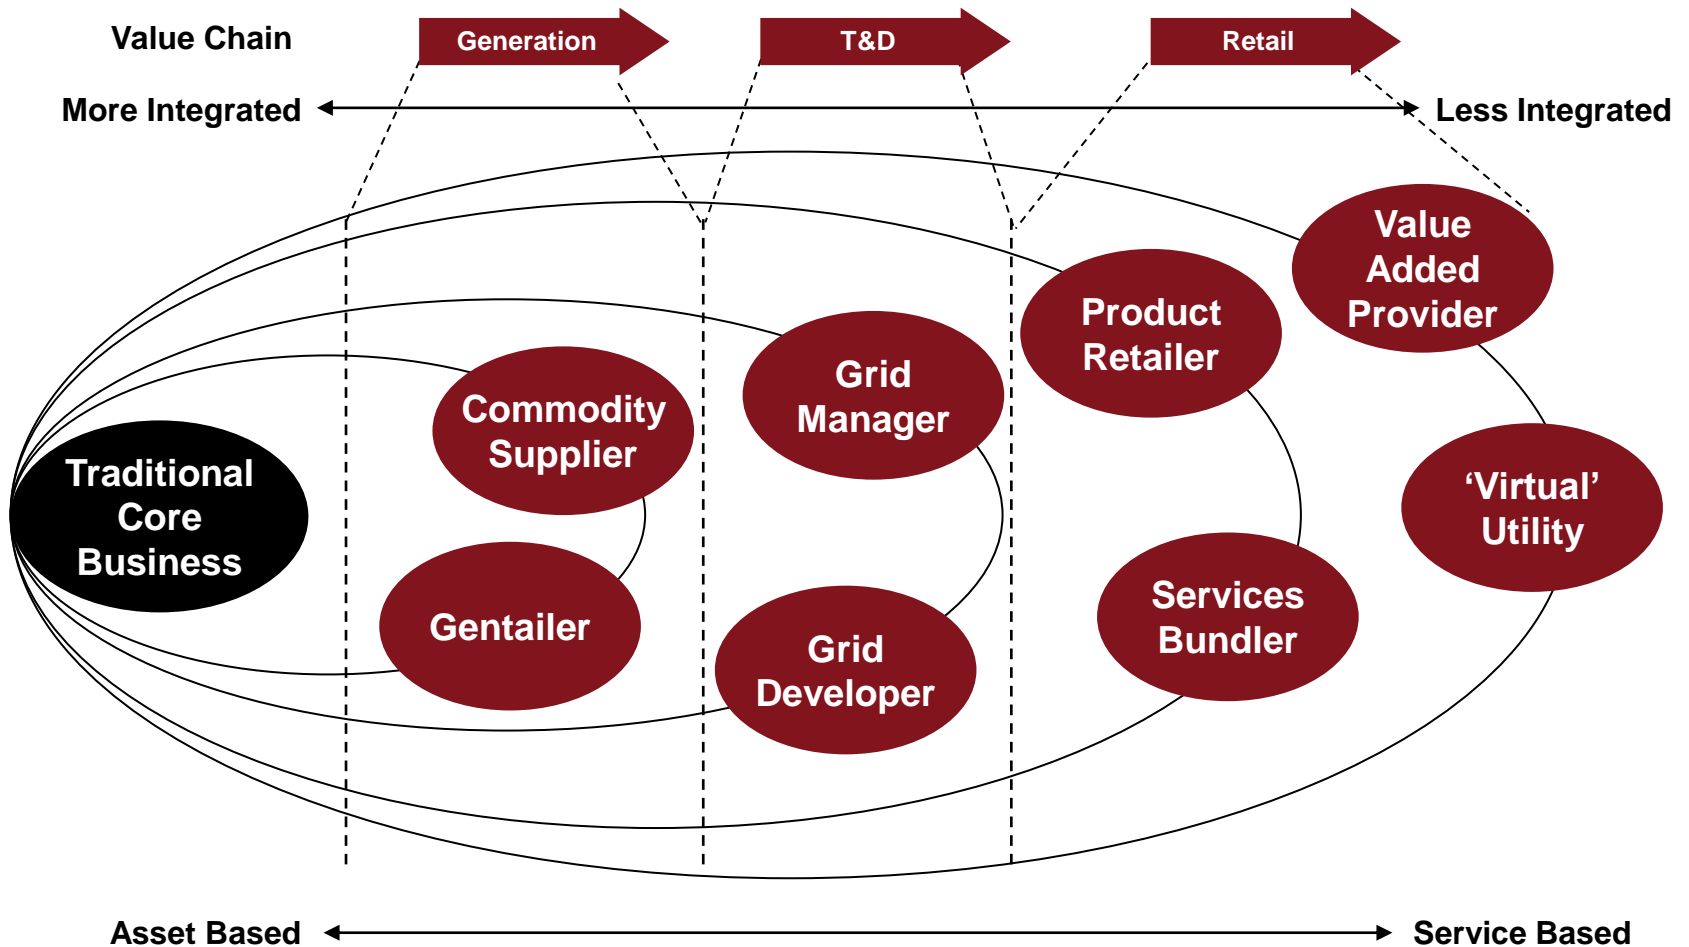 Value Chain
Generation
T&D
Retail
More Integrated
Less Integrated
Value
Added
Provider
Product
Retailer
Grid
Manager
Commodity
Supplier
Traditional
Core
Business
‘Virtual’
Utility
Services
Bundler
Gentailer
Grid
Developer
Asset Based
Service Based